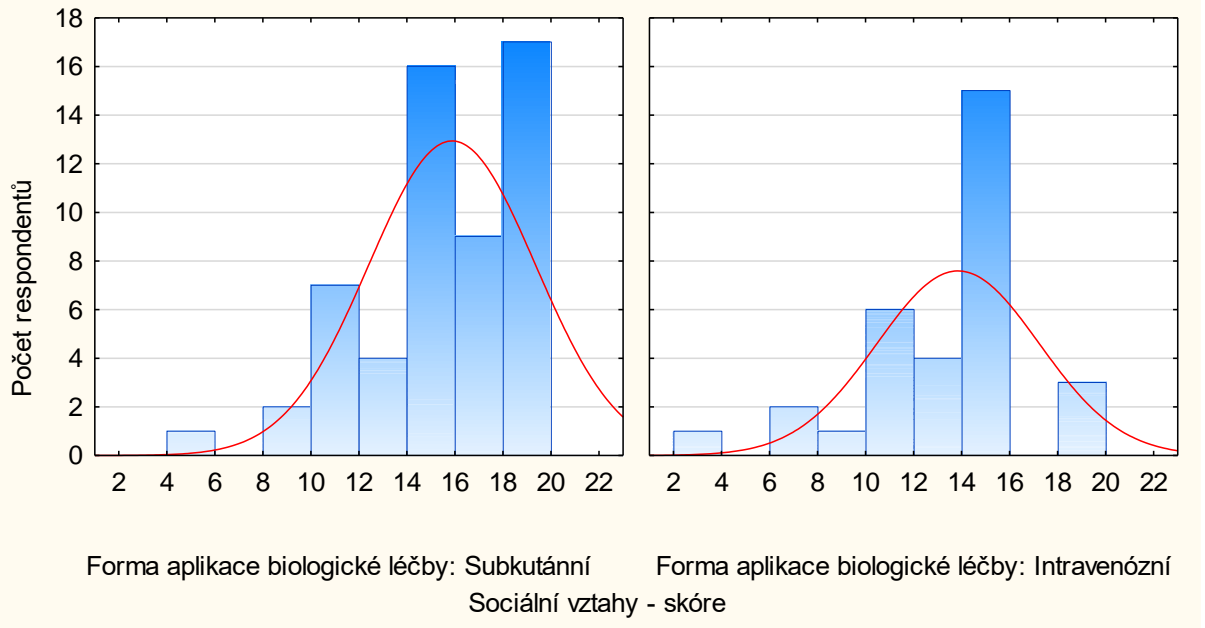 18
16
14
12
10
8
6
4
2
0
Počet respondentů
2 4 6 8 10 12 14 16 18 20 22 2 4 6 8 10 12 14 16 18 20 22
Forma aplikace biologické léčby: Subkutánní Forma aplikace biologické léčby: Intravenózní
Sociální vztahy - skóre